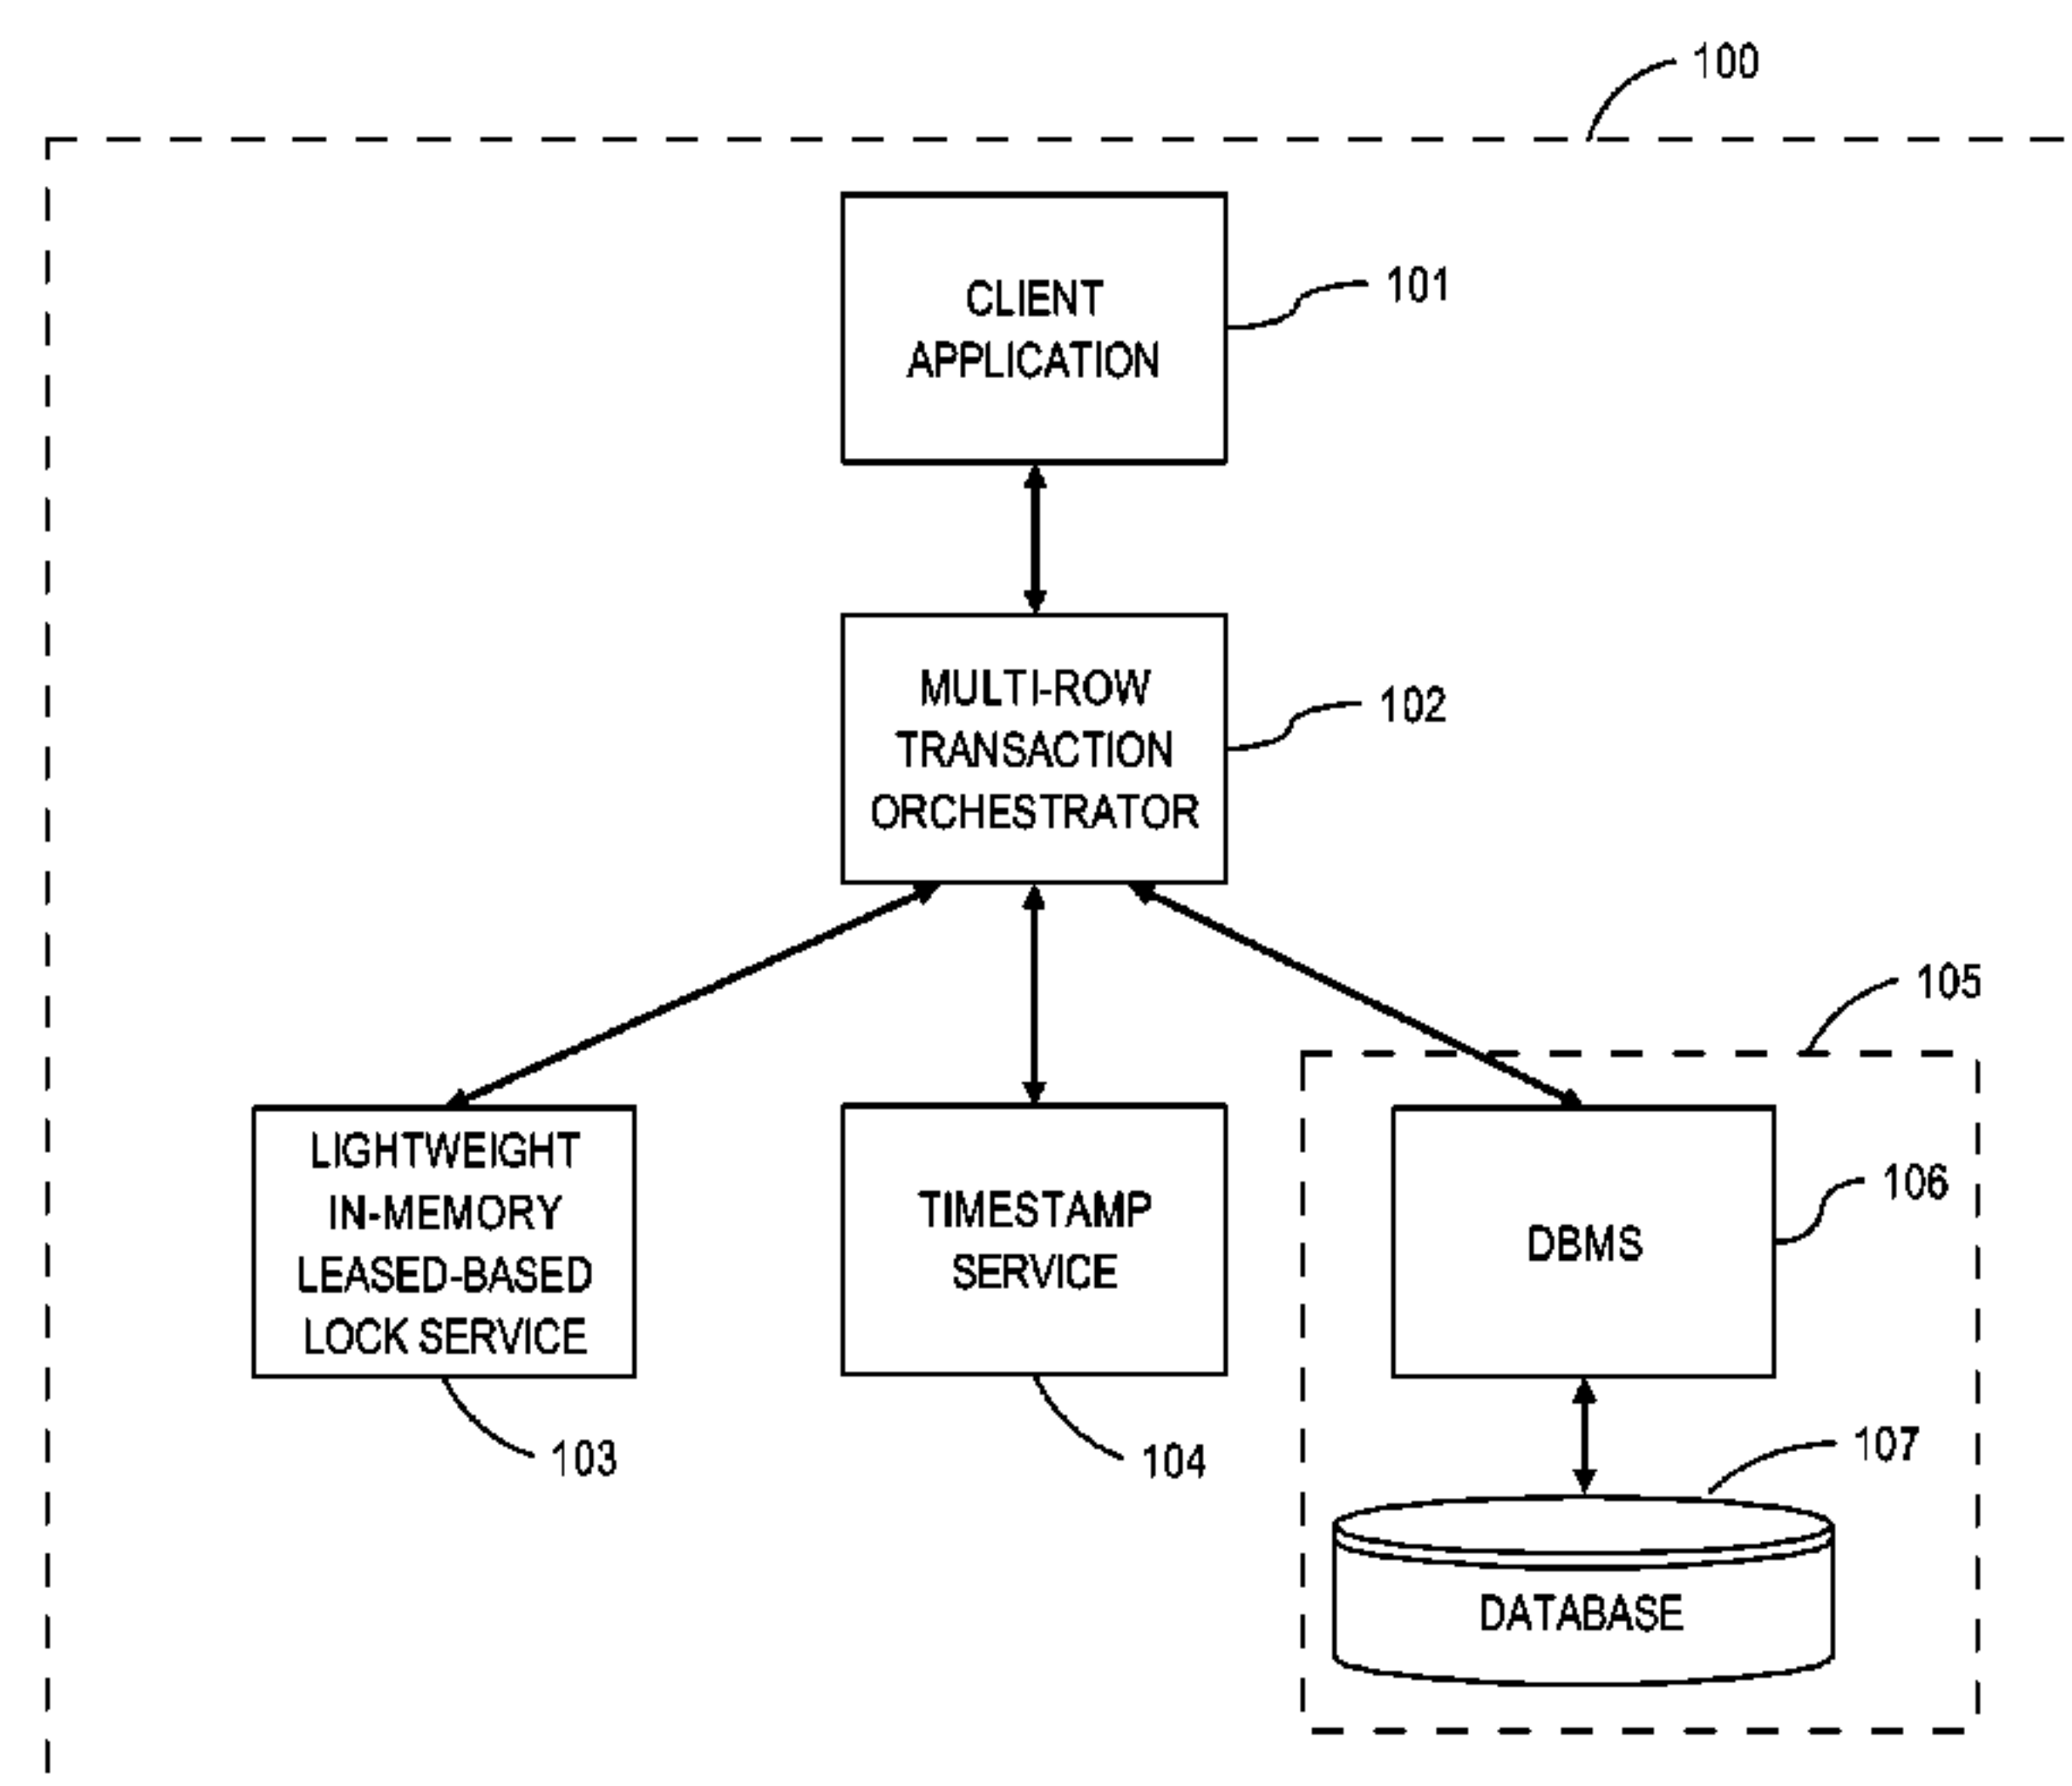 100
CLIENT
APPLICATION
101
MULTI-ROW
TRANSACTION
ORCHESTRATOR
102
105
LIGHTWEIGHT
IN-MEMORY
LEASED-BASED
LOCK SERVICE
103
TIMESTAMP
SERVICE
104
DBMS
106
107
DATABASE